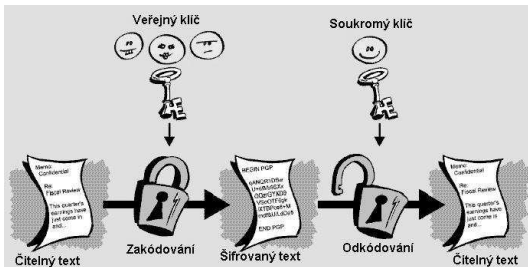 Veřejný klíč
Soukromý klíč
Memo:
Confidential
Re:
Fiscal Review
This quarter's
earnings have
just come in
and...
BEGIN PGP
END PGP
Memo:
Confidential
Re:
Fiscal Review
This quarter's
earnings have
just come in
and...
Čitelný text
Zakódování
Šifrovaný text
Odkódování
Čitelný text